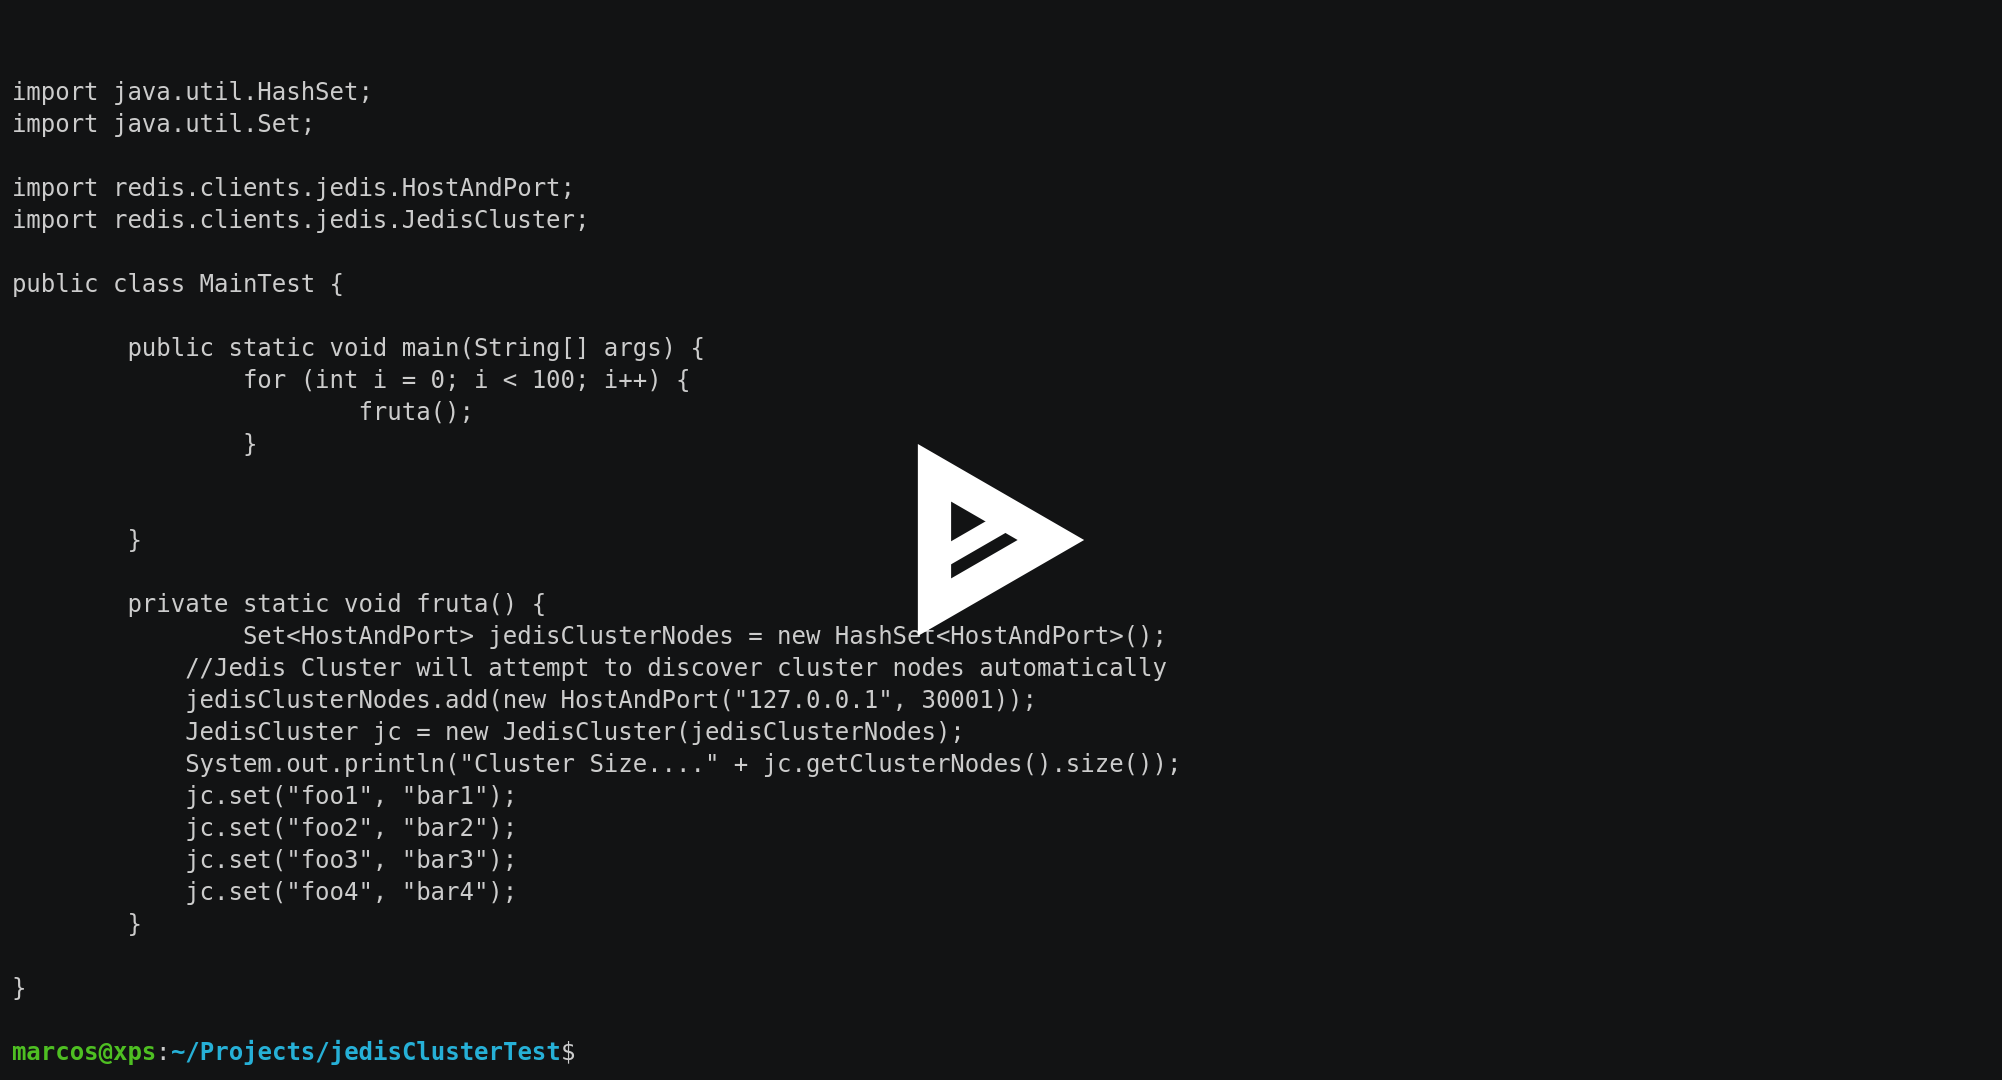 import java.util.HashSet;
import java.util.Set;

import redis.clients.jedis.HostAndPort;
import redis.clients.jedis.JedisCluster;

public class MainTest {

        public static void main(String[] args) {
                for (int i = 0; i < 100; i++) {
                        fruta();
                }


        }

        private static void fruta() {
                Set<HostAndPort> jedisClusterNodes = new HashSet<HostAndPort>();
            //Jedis Cluster will attempt to discover cluster nodes automatically
            jedisClusterNodes.add(new HostAndPort("127.0.0.1", 30001));
            JedisCluster jc = new JedisCluster(jedisClusterNodes);
            System.out.println("Cluster Size...." + jc.getClusterNodes().size());
            jc.set("foo1", "bar1");
            jc.set("foo2", "bar2");
            jc.set("foo3", "bar3");
            jc.set("foo4", "bar4");
        }

}

marcos@xps:~/Projects/jedisClusterTest$